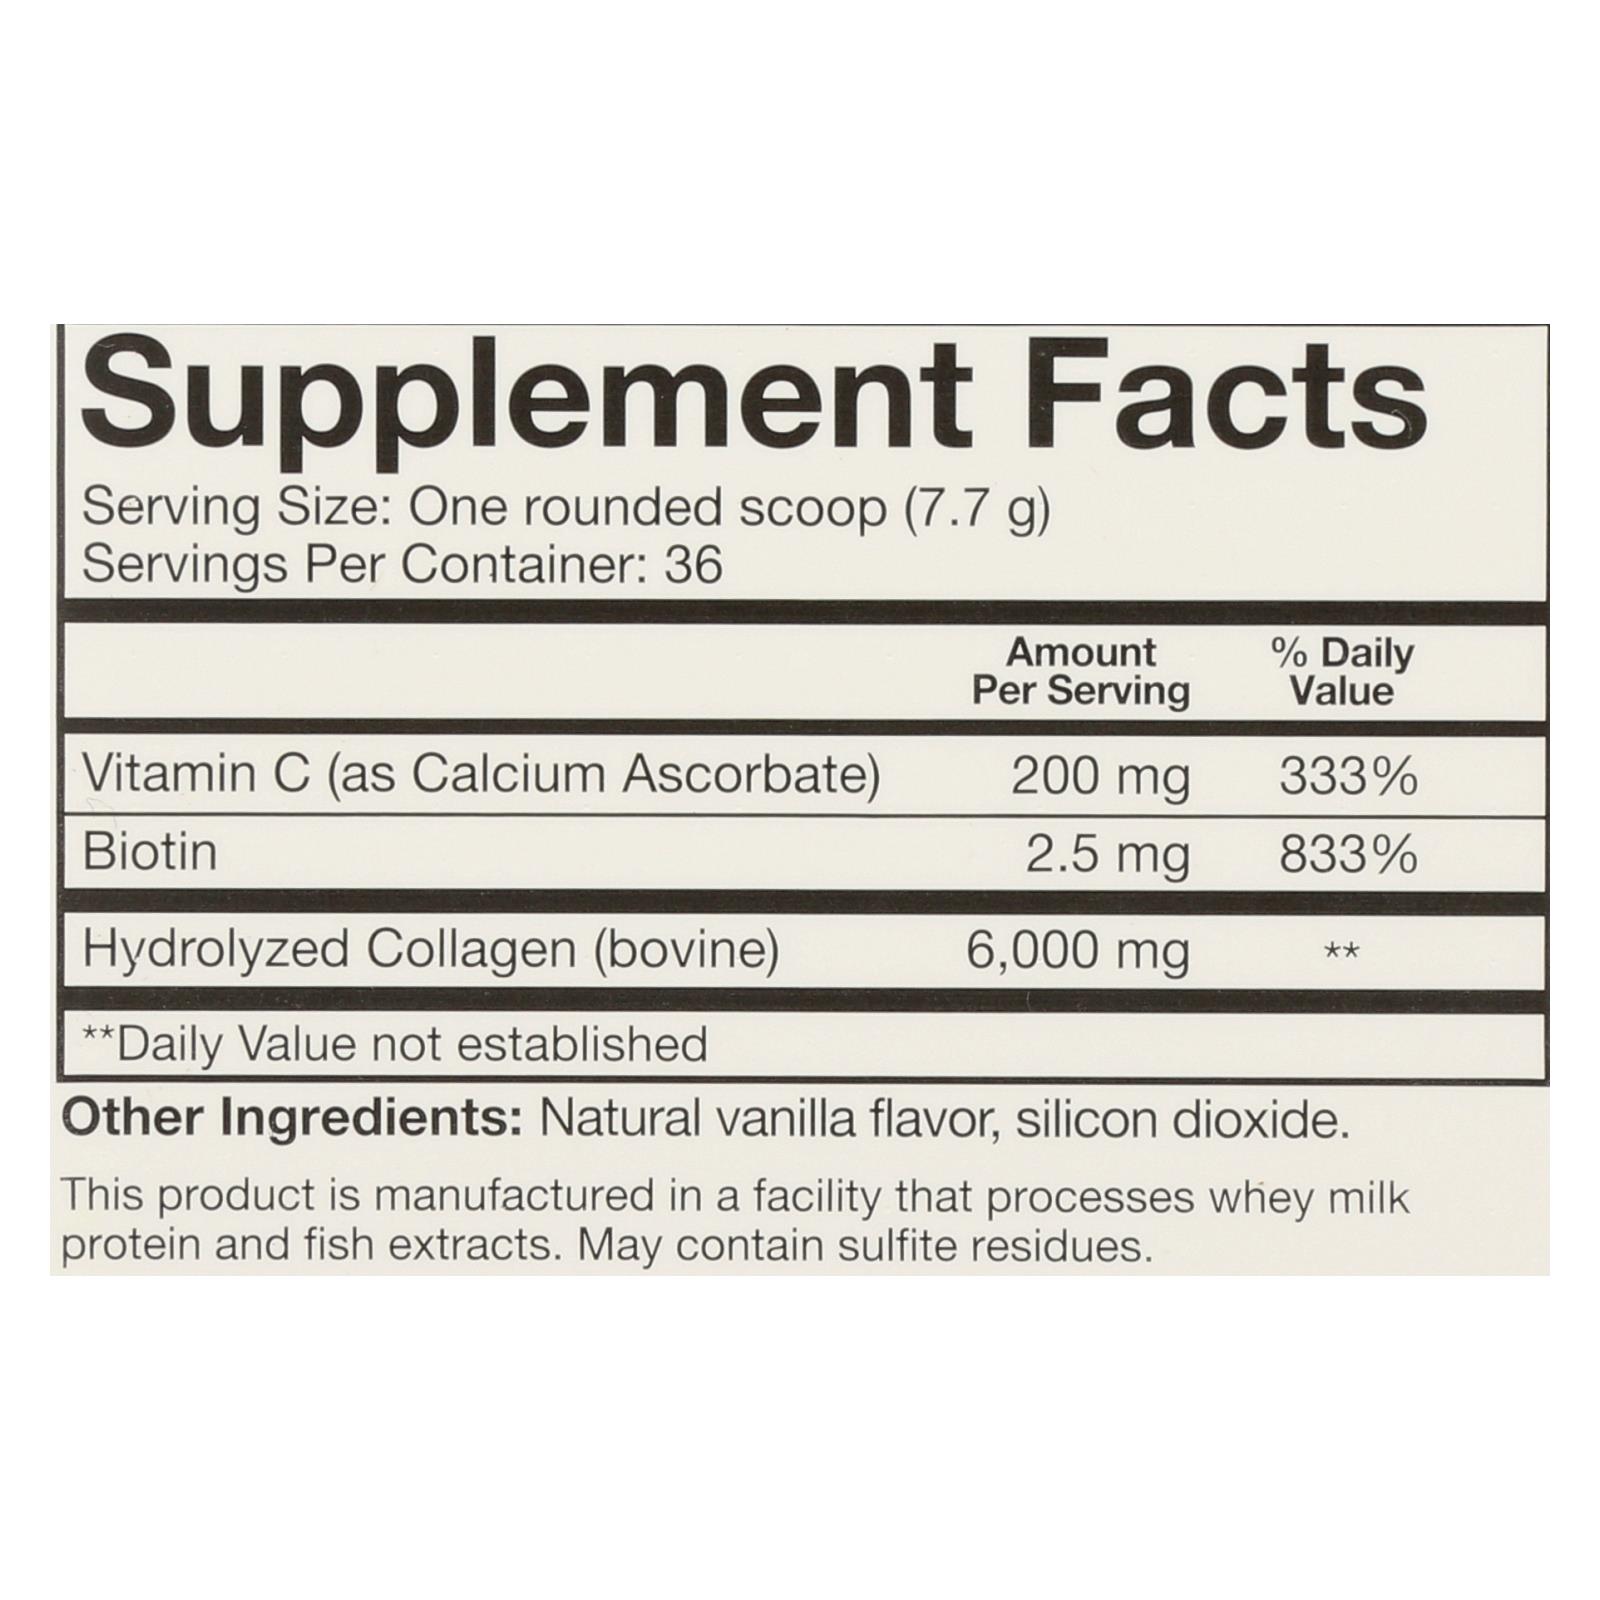 Supplement Facts
Serving Size: One rounded scoop (7.7 g)
Servings Per Container: 36
Amount Per Serving % Daily Value
Vitamin C (as Calcium Ascorbate) 200 mg 333%
Biotin 2.5 mg 833%
Hydrolyzed Collagen (bovine) 6,000 mg **
**Daily Value not established
Other Ingredients: Natural vanilla flavor, silicon dioxide.
This product is manufactured in a facility that processes whey milk
protein and fish extracts. May contain sulfite residues.